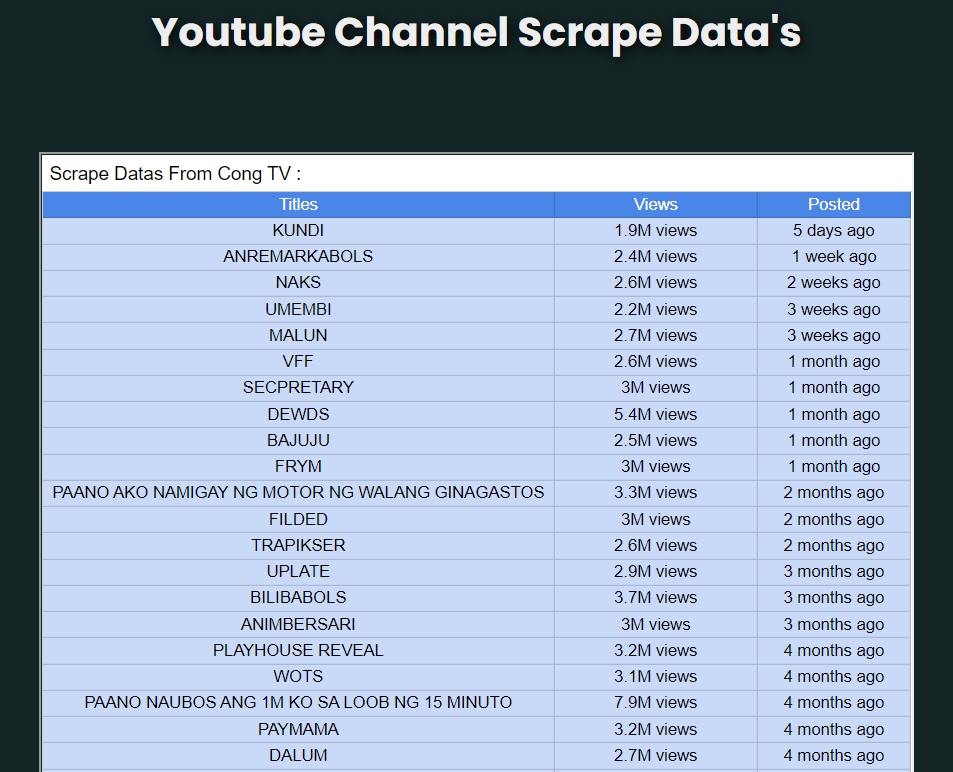 Youtube Channel Scrape Data's
Scrape Datas From Cong TV :
Titles Views Posted
KUNDI 1.9M views 5 days ago
ANREMARKABOLS 2.4M views 1 week ago
NAKS 2.6M views 2 weeks ago
UMEMBI 2.2M views 3 weeks ago
MALUN 2.7M views 3 weeks ago
VFF 2.6M views 1 month ago
SECPRETARY 3M views 1 month ago
DEWDS 5.4M views 1 month ago
BAJUJU 2.5M views 1 month ago
FRYM 3M views 1 month ago
PAANO AKO NAMIGAY NG MOTOR NG WALANG GINAGASTOS 3.3M views 2 months ago
FILDED 3M views 2 months ago
TRAPIKSER 2.6M views 2 months ago
UPLATE 2.9M views 3 months ago
BILIBABOLS 3.7M views 3 months ago
ANIMBERSARI 3M views 3 months ago
PLAYHOUSE REVEAL 3.2M views 4 months ago
WOTS 3.1M views 4 months ago
PAANO NAUBOS ANG 1M KO SA LOOB NG 15 MINUTO 7.9M views 4 months ago
PAYMAMA 3.2M views 4 months ago
DALUM 2.7M views 4 months ago